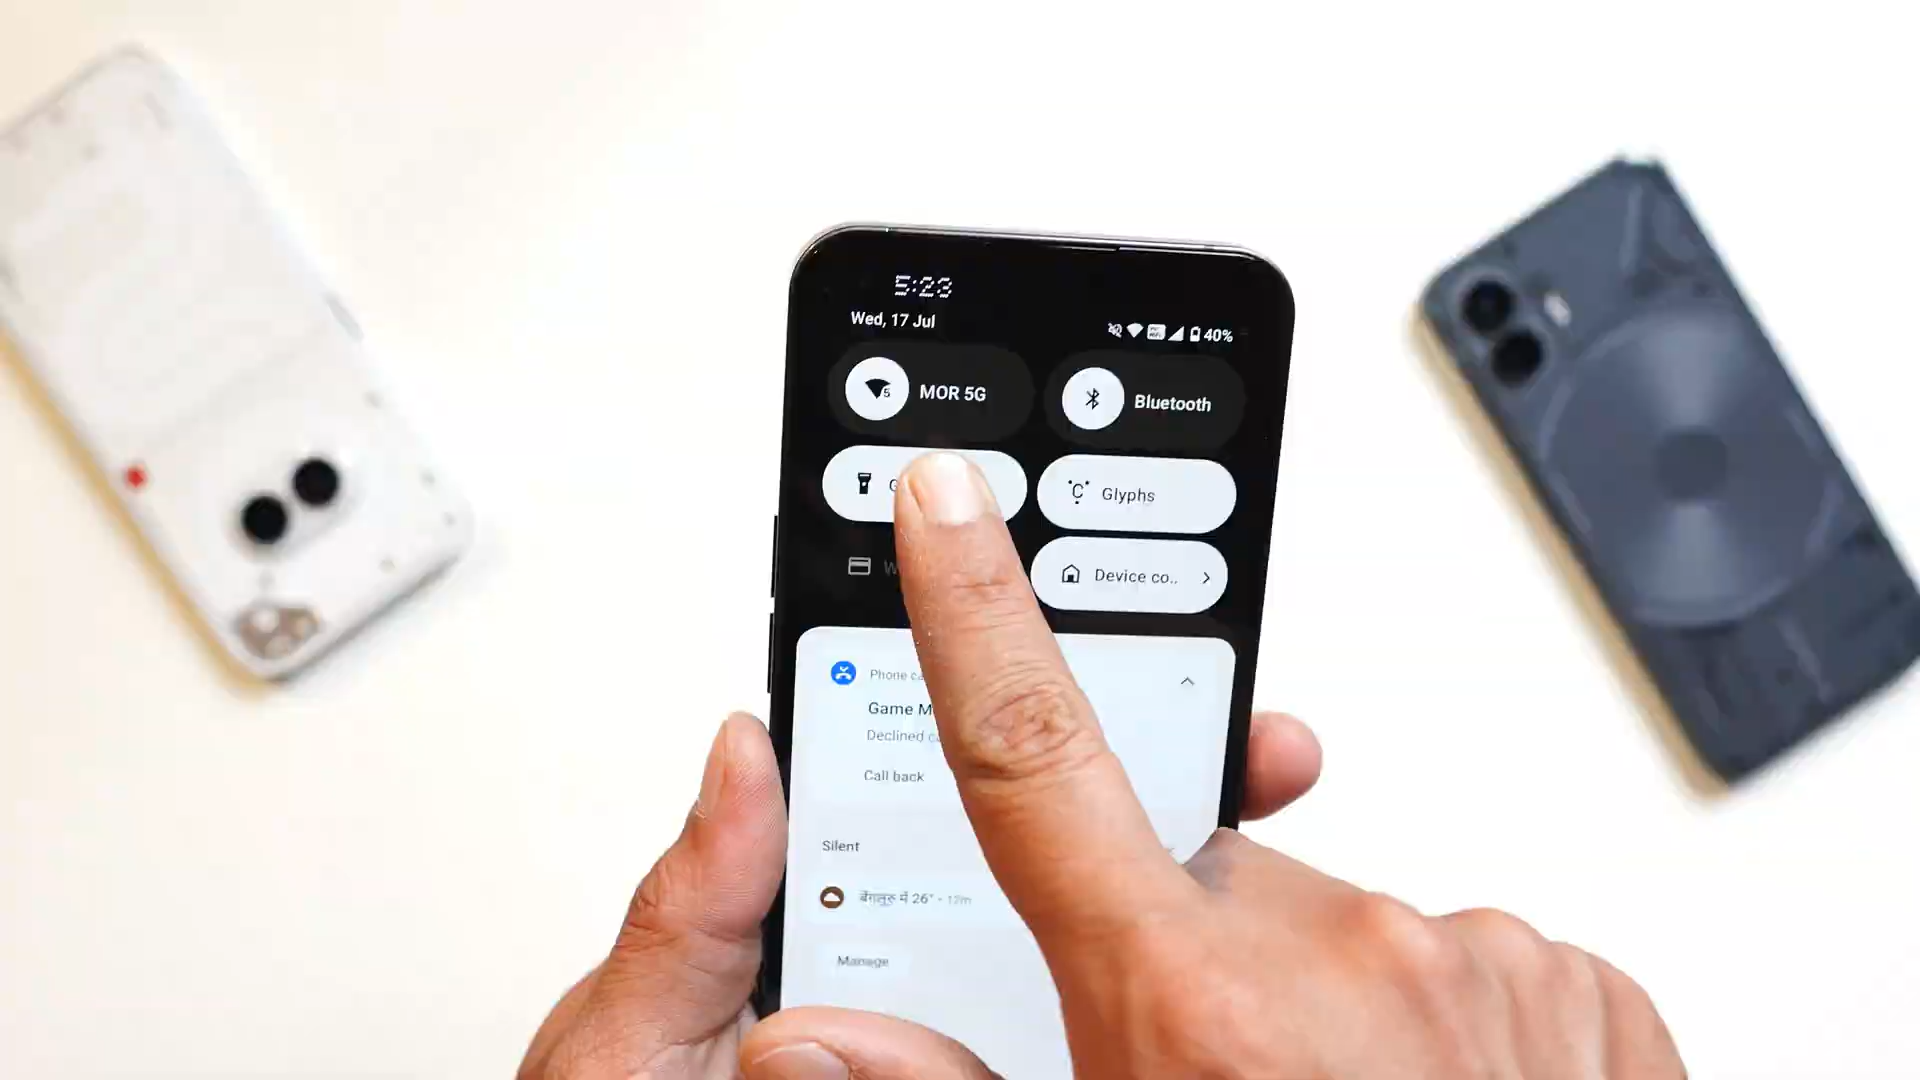 5:23
Wed, 17 Jul
40%
MOR 5G
Bluetooth
Glyphs
Device co..
Phone
Game
Declined
Call back
Silent
बेंगलुरु में 26° • 12m
Manage